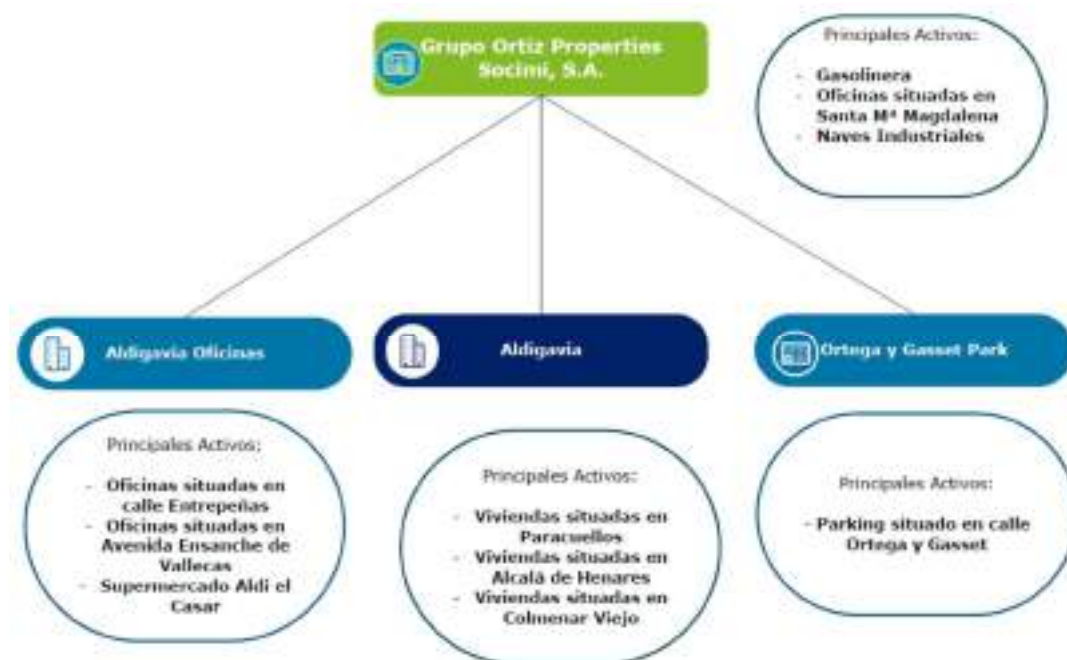 Grupo Ortiz Properties
Socimi, S.A.
Principales Activos:
- Gasolinera
- Oficinas situadas en
Santa Mª Magdalena
- Naves Industriales
Aldigavia Oficinas
Aldigavia
Ortega y Gasset Park
Principales Activos:
- Oficinas situadas en
calle Entrepeñas
- Oficinas situadas en
Avenida Ensanche de
Vallecas
- Supermercado Aldi el
Casar
Principales Activos:
- Viviendas situadas en
Paracuellos
- Viviendas situadas en
Alcalá de Henares
- Viviendas situadas en
Colmenar Viejo
Principales Activos:
- Parking situado en calle
Ortega y Gasset